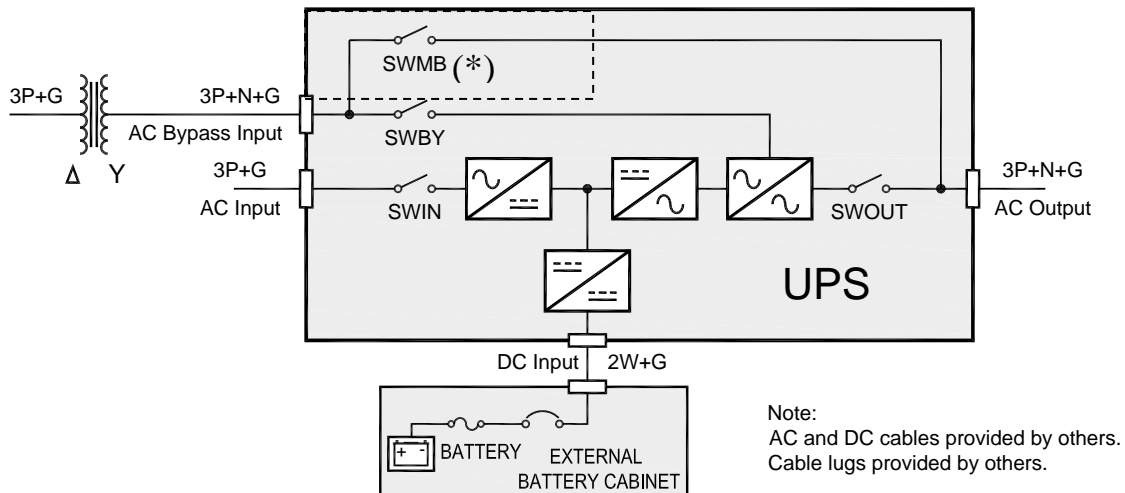 SWMB (*)
3P+G
3P+N+G
AC Bypass Input
SWBY
Δ Y
3P+G
AC Input
SWIN
SWOUT
3P+N+G
AC Output
UPS
DC Input 2W+G
+ -
BATTERY
EXTERNAL
BATTERY CABINET
Note:
AC and DC cables provided by others.
Cable lugs provided by others.